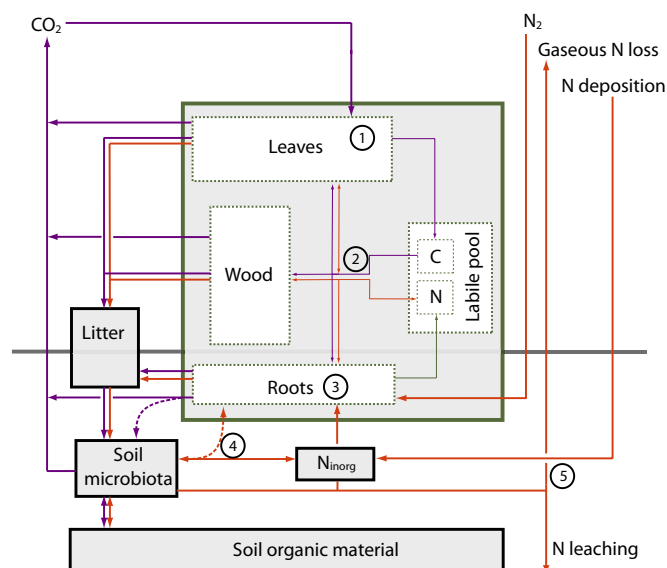 CO₂
N₂
Gaseous N loss
N deposition
Leaves
1
2
Wood
C
N
Labile pool
Litter
Roots
3
4
Soil
microbiota
N inorg
5
Soil organic material
N leaching